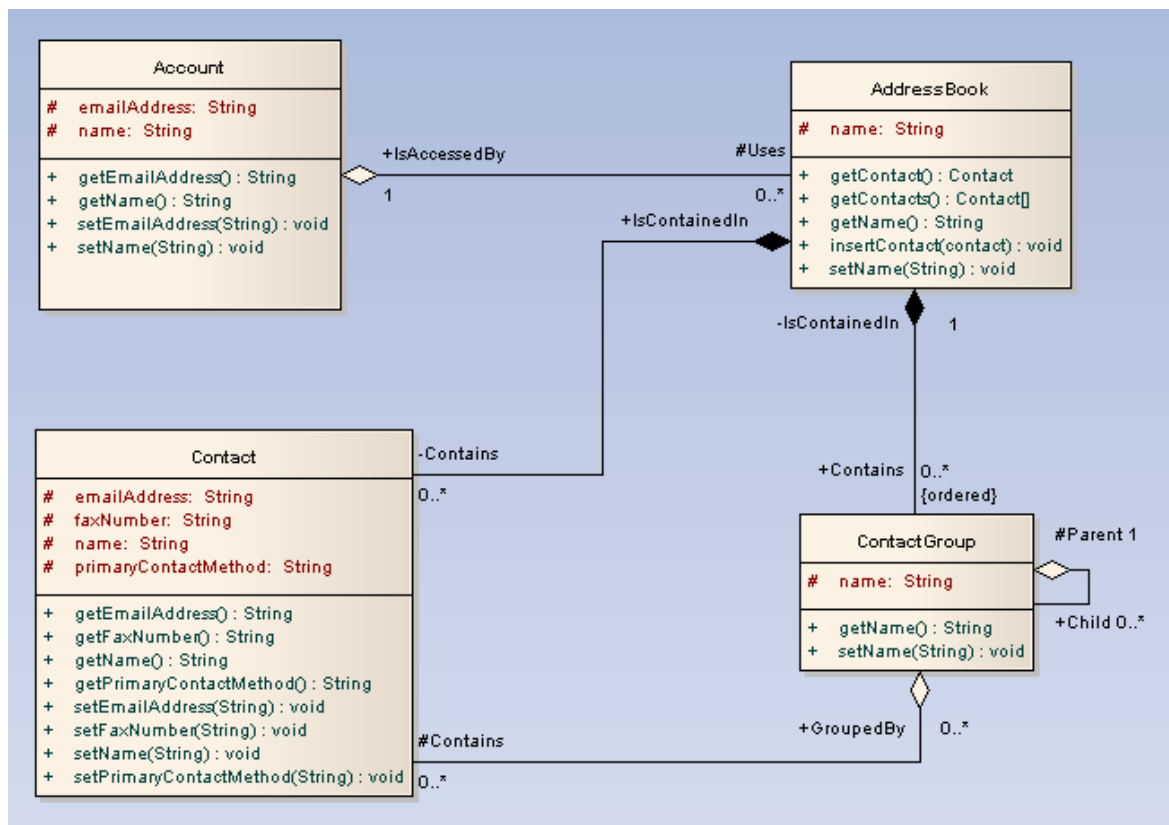 Account
# emailAddress: String
# name: String
+ getEmailAddress() : String
+ getName() : String
+ setEmailAddress(String) : void
+ setName(String) : void
+IsAccessedBy
1
#Uses
0..*
AddressBook
# name: String
+ getContact() : Contact
+ getContacts() : Contact[]
+ getName() : String
+ insertContact(contact) : void
+ setName(String) : void
+IsContainedIn
-IsContainedIn
1
-Contains
0..*
+Contains
0..*
{ordered}
Contact
# emailAddress: String
# faxNumber: String
# name: String
# primaryContactMethod: String
+ getEmailAddress() : String
+ getFaxNumber() : String
+ getName() : String
+ getPrimaryContactMethod() : String
+ setEmailAddress(String) : void
+ setFaxNumber(String) : void
+ setName(String) : void
+ setPrimaryContactMethod(String) : void
ContactGroup
# name: String
+ getName() : String
+ setName(String) : void
#Parent 1
+Child 0..*
+GroupedBy
0..*
#Contains
0..*